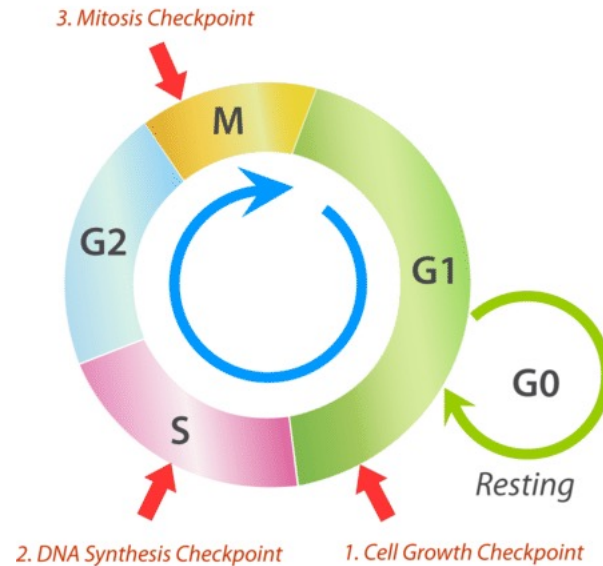 3. Mitosis Checkpoint
M
G2
G1
G0
S
Resting
2. DNA Synthesis Checkpoint
1. Cell Growth Checkpoint